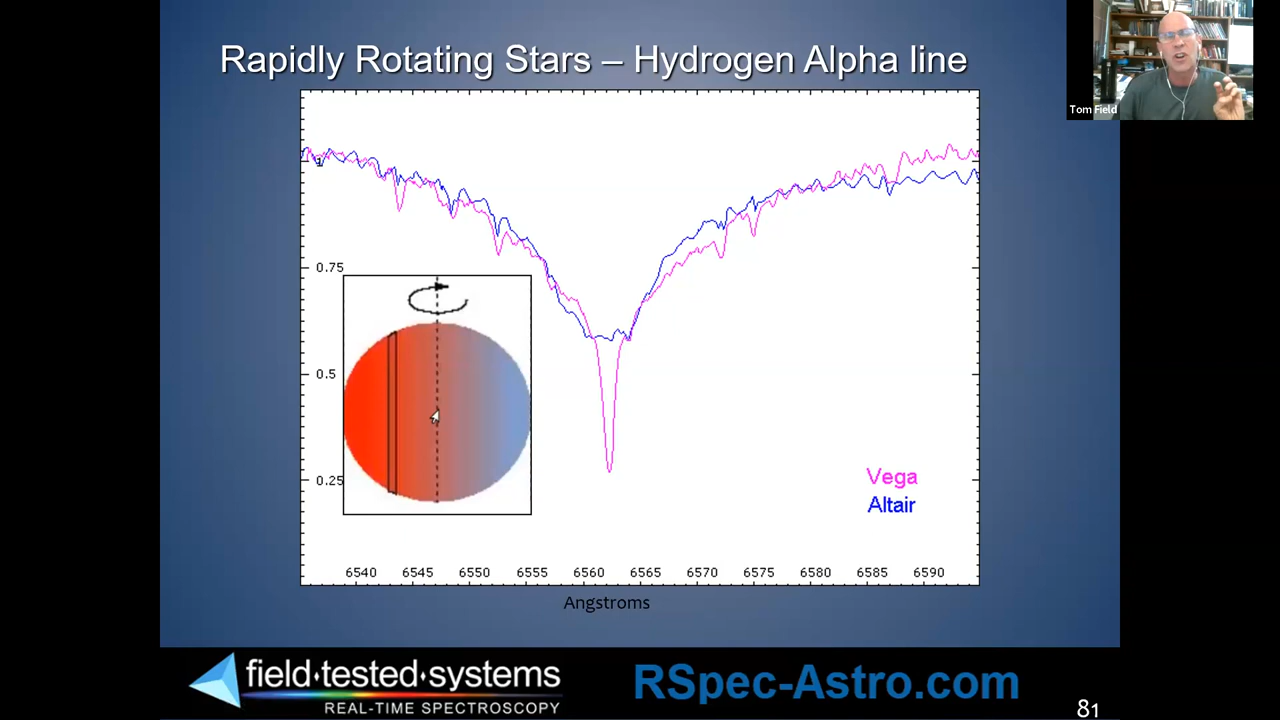 Rapidly Rotating Stars – Hydrogen Alpha line
Tom Field
1
0.75
0.5
0.25
Vega
Altair
6540 6545 6550 6555 6560 6565 6570 6575 6580 6585 6590
Angstroms
field·tested·systems
REAL-TIME SPECTROSCOPY
RSpec-Astro.com
81